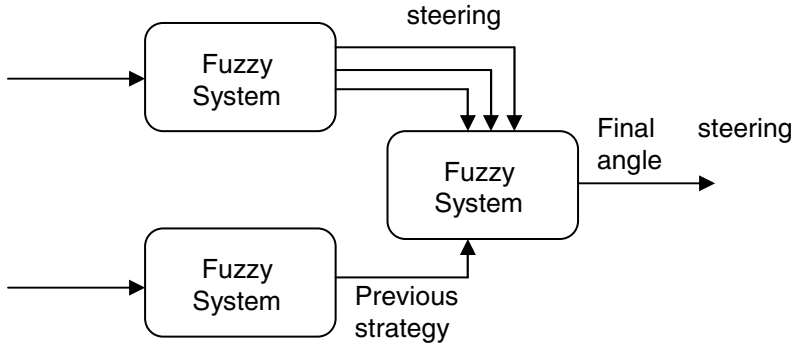 steering
Fuzzy
System
Fuzzy
System
Final steering
angle
Fuzzy
System
Previous
strategy